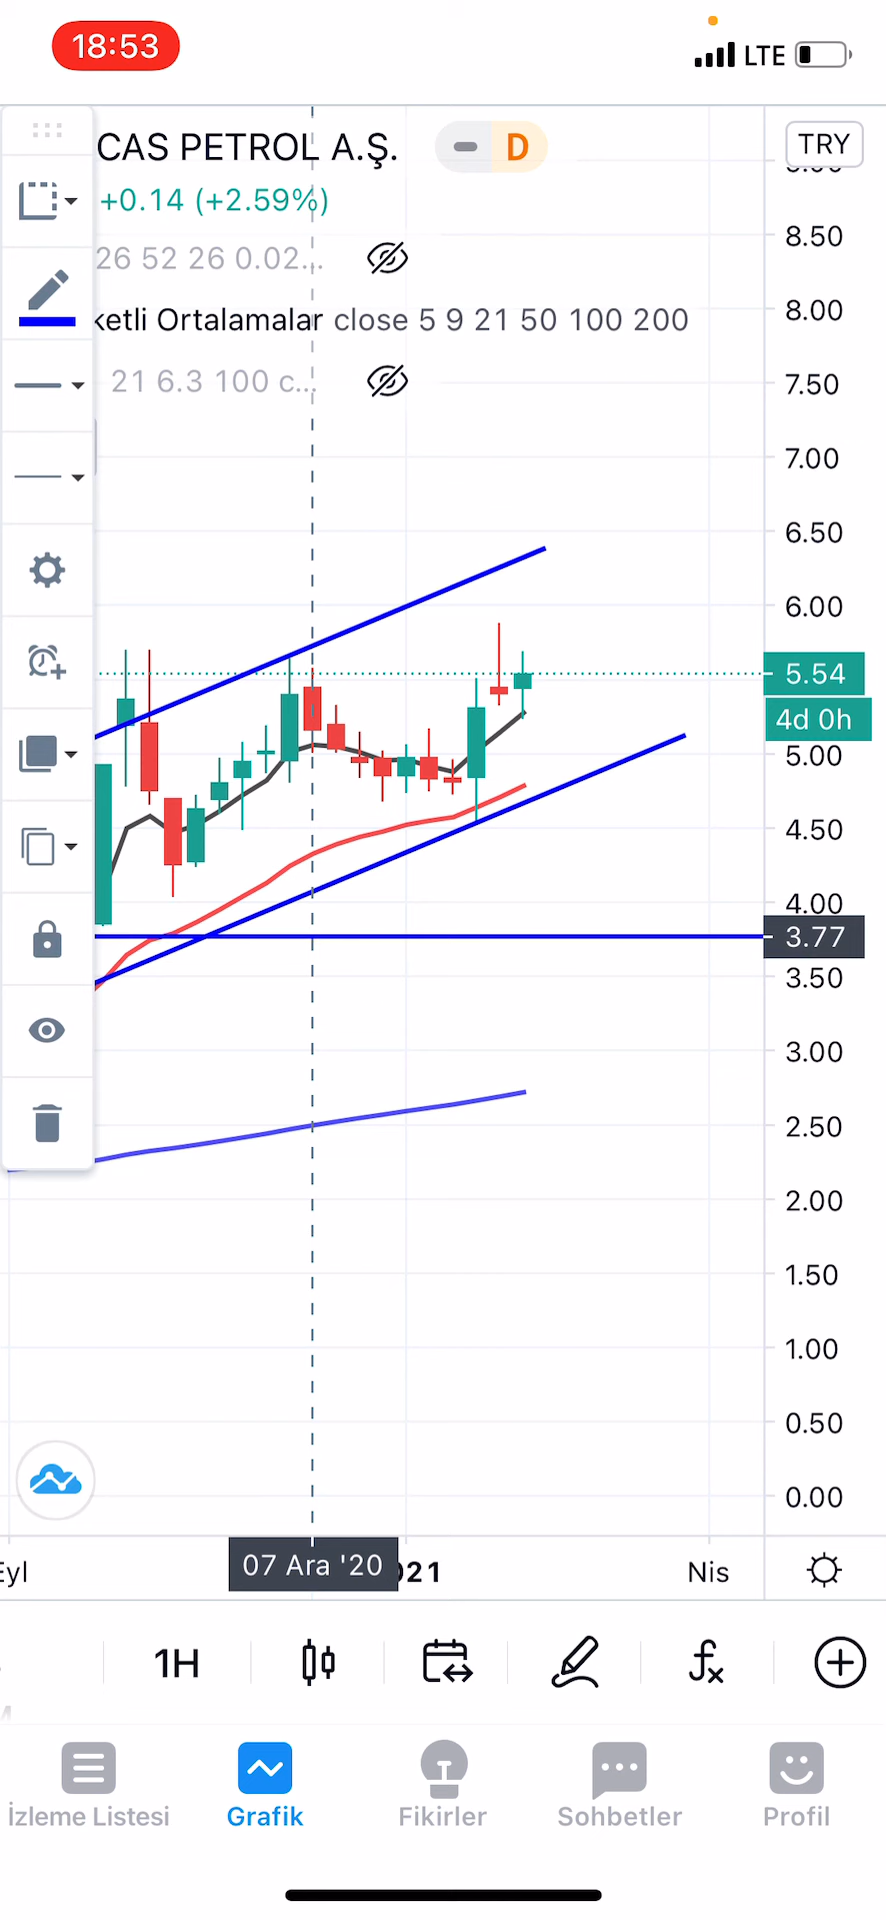 18:53
LTE
CAS PETROL A.Ş.
D
TRY
+0.14 (+2.59%)
26 52 26 0.02...
ketli Ortalamalar close 5 9 21 50 100 200
21 6.3 100 c...
8.50
8.00
7.50
7.00
6.50
6.00
5.54
4d 0h
5.00
4.50
4.00
3.77
3.50
3.00
2.50
2.00
1.50
1.00
0.50
0.00
Eyl
07 Ara '20
021
Nis
1H
İzleme Listesi
Grafik
Fikirler
Sohbetler
Profil